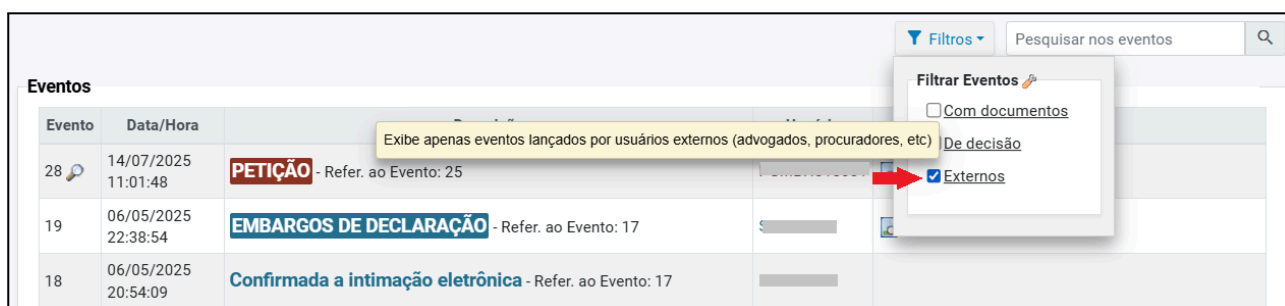 Filtros
Pesquisar nos eventos
Filtrar Eventos
Com documentos
De decisão
Externos
Exibe apenas eventos lançados por usuários externos (advogados, procuradores, etc)
Eventos
Evento Data/Hora
28 14/07/2025 11:01:48 PETIÇÃO - Refer. ao Evento: 25
19 06/05/2025 22:38:54 EMBARGOS DE DECLARAÇÃO - Refer. ao Evento: 17
18 06/05/2025 20:54:09 Confirmada a intimação eletrônica - Refer. ao Evento: 17